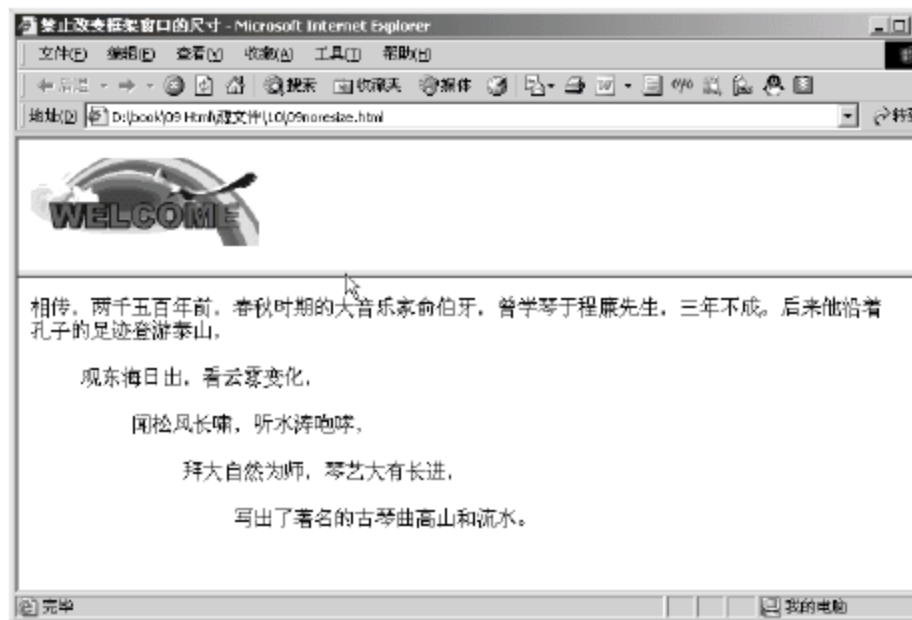 禁止改变框架窗口的尺寸 - Microsoft Internet Explorer
文件(F) 编辑(E) 查看(V) 收藏(A) 工具(T) 帮助(H)
后退 搜索 收藏夹 媒体
地址(D) D:\book\09 Html\源文件\10\09noresize.html 转到
WELCOME
相传，两千五百年前，春秋时期的大音乐家俞伯牙，曾学琴于程廉先生，三年不成。后来他沿着
孔子的足迹登游泰山，
观东海日出，看云雾变化，
闻松风长啸，听水涛咆哮，
拜大自然为师，琴艺大有长进，
写出了著名的古琴曲高山和流水。
完毕 我的电脑